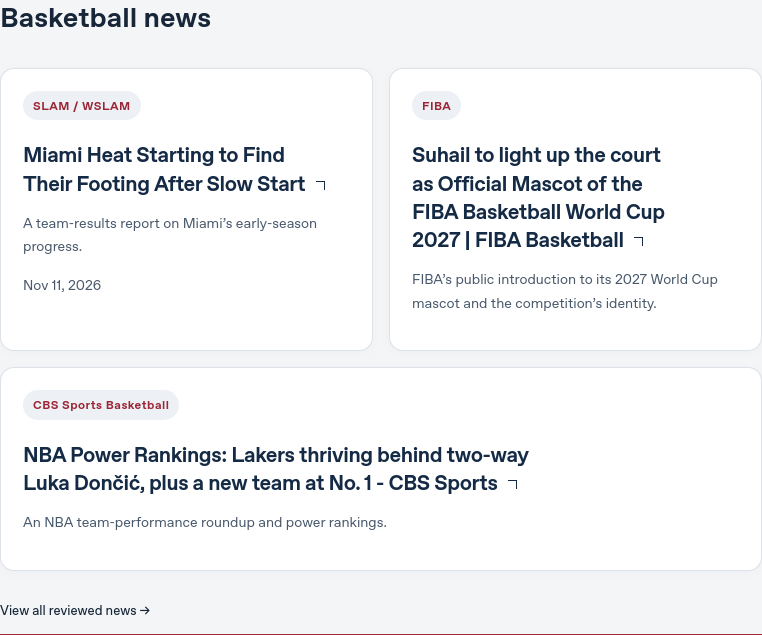 Basketball news
SLAM / WSLAM
Miami Heat Starting to Find
Their Footing After Slow Start
A team-results report on Miami’s early-season
progress.
Nov 11, 2026
FIBA
Suhail to light up the court
as Official Mascot of the
FIBA Basketball World Cup
2027 | FIBA Basketball
FIBA’s public introduction to its 2027 World Cup
mascot and the competition’s identity.
CBS Sports Basketball
NBA Power Rankings: Lakers thriving behind two-way
Luka Dončić, plus a new team at No. 1 - CBS Sports
An NBA team-performance roundup and power rankings.
View all reviewed news →